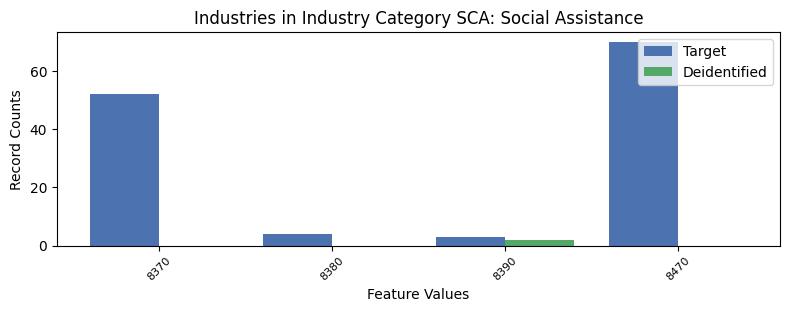 Industries in Industry Category SCA: Social Assistance
Target
Deidentified
Record Counts
60
40
20
0
8370
8380
8390
8470
Feature Values